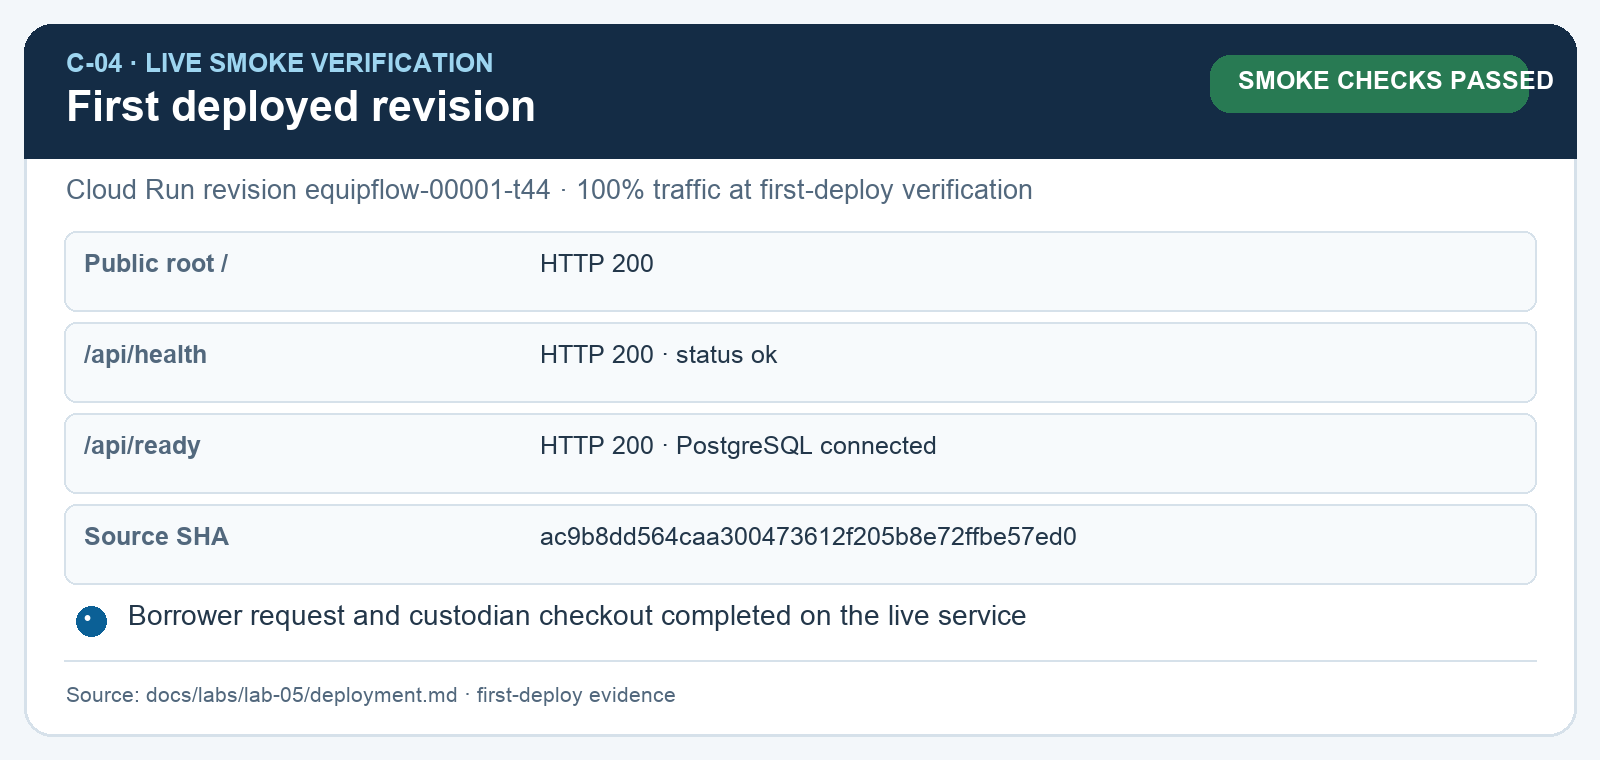 C-04 · LIVE SMOKE VERIFICATION
First deployed revision
SMOKE CHECKS PASSED
Cloud Run revision equipflow-00001-t44 · 100% traffic at first-deploy verification
Public root / HTTP 200
/api/health HTTP 200 · status ok
/api/ready HTTP 200 · PostgreSQL connected
Source SHA ac9b8dd564caa300473612f205b8e72ffbe57ed0
Borrower request and custodian checkout completed on the live service
Source: docs/labs/lab-05/deployment.md · first-deploy evidence